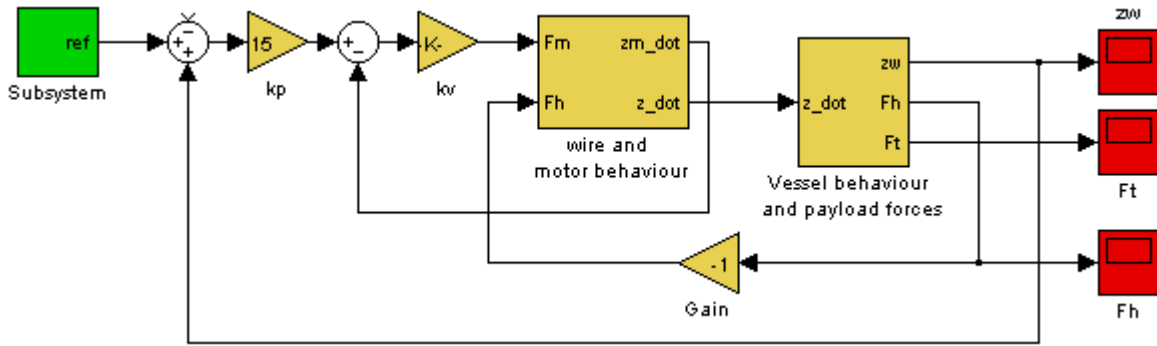 zw
ref
Subsystem
15
kp
-K-
kv
Fm
zm_dot
Fh
z_dot
wire and
motor behaviour
zw
z_dot
Fh
Ft
Vessel behaviour
and payload forces
Ft
-1
Gain
Fh